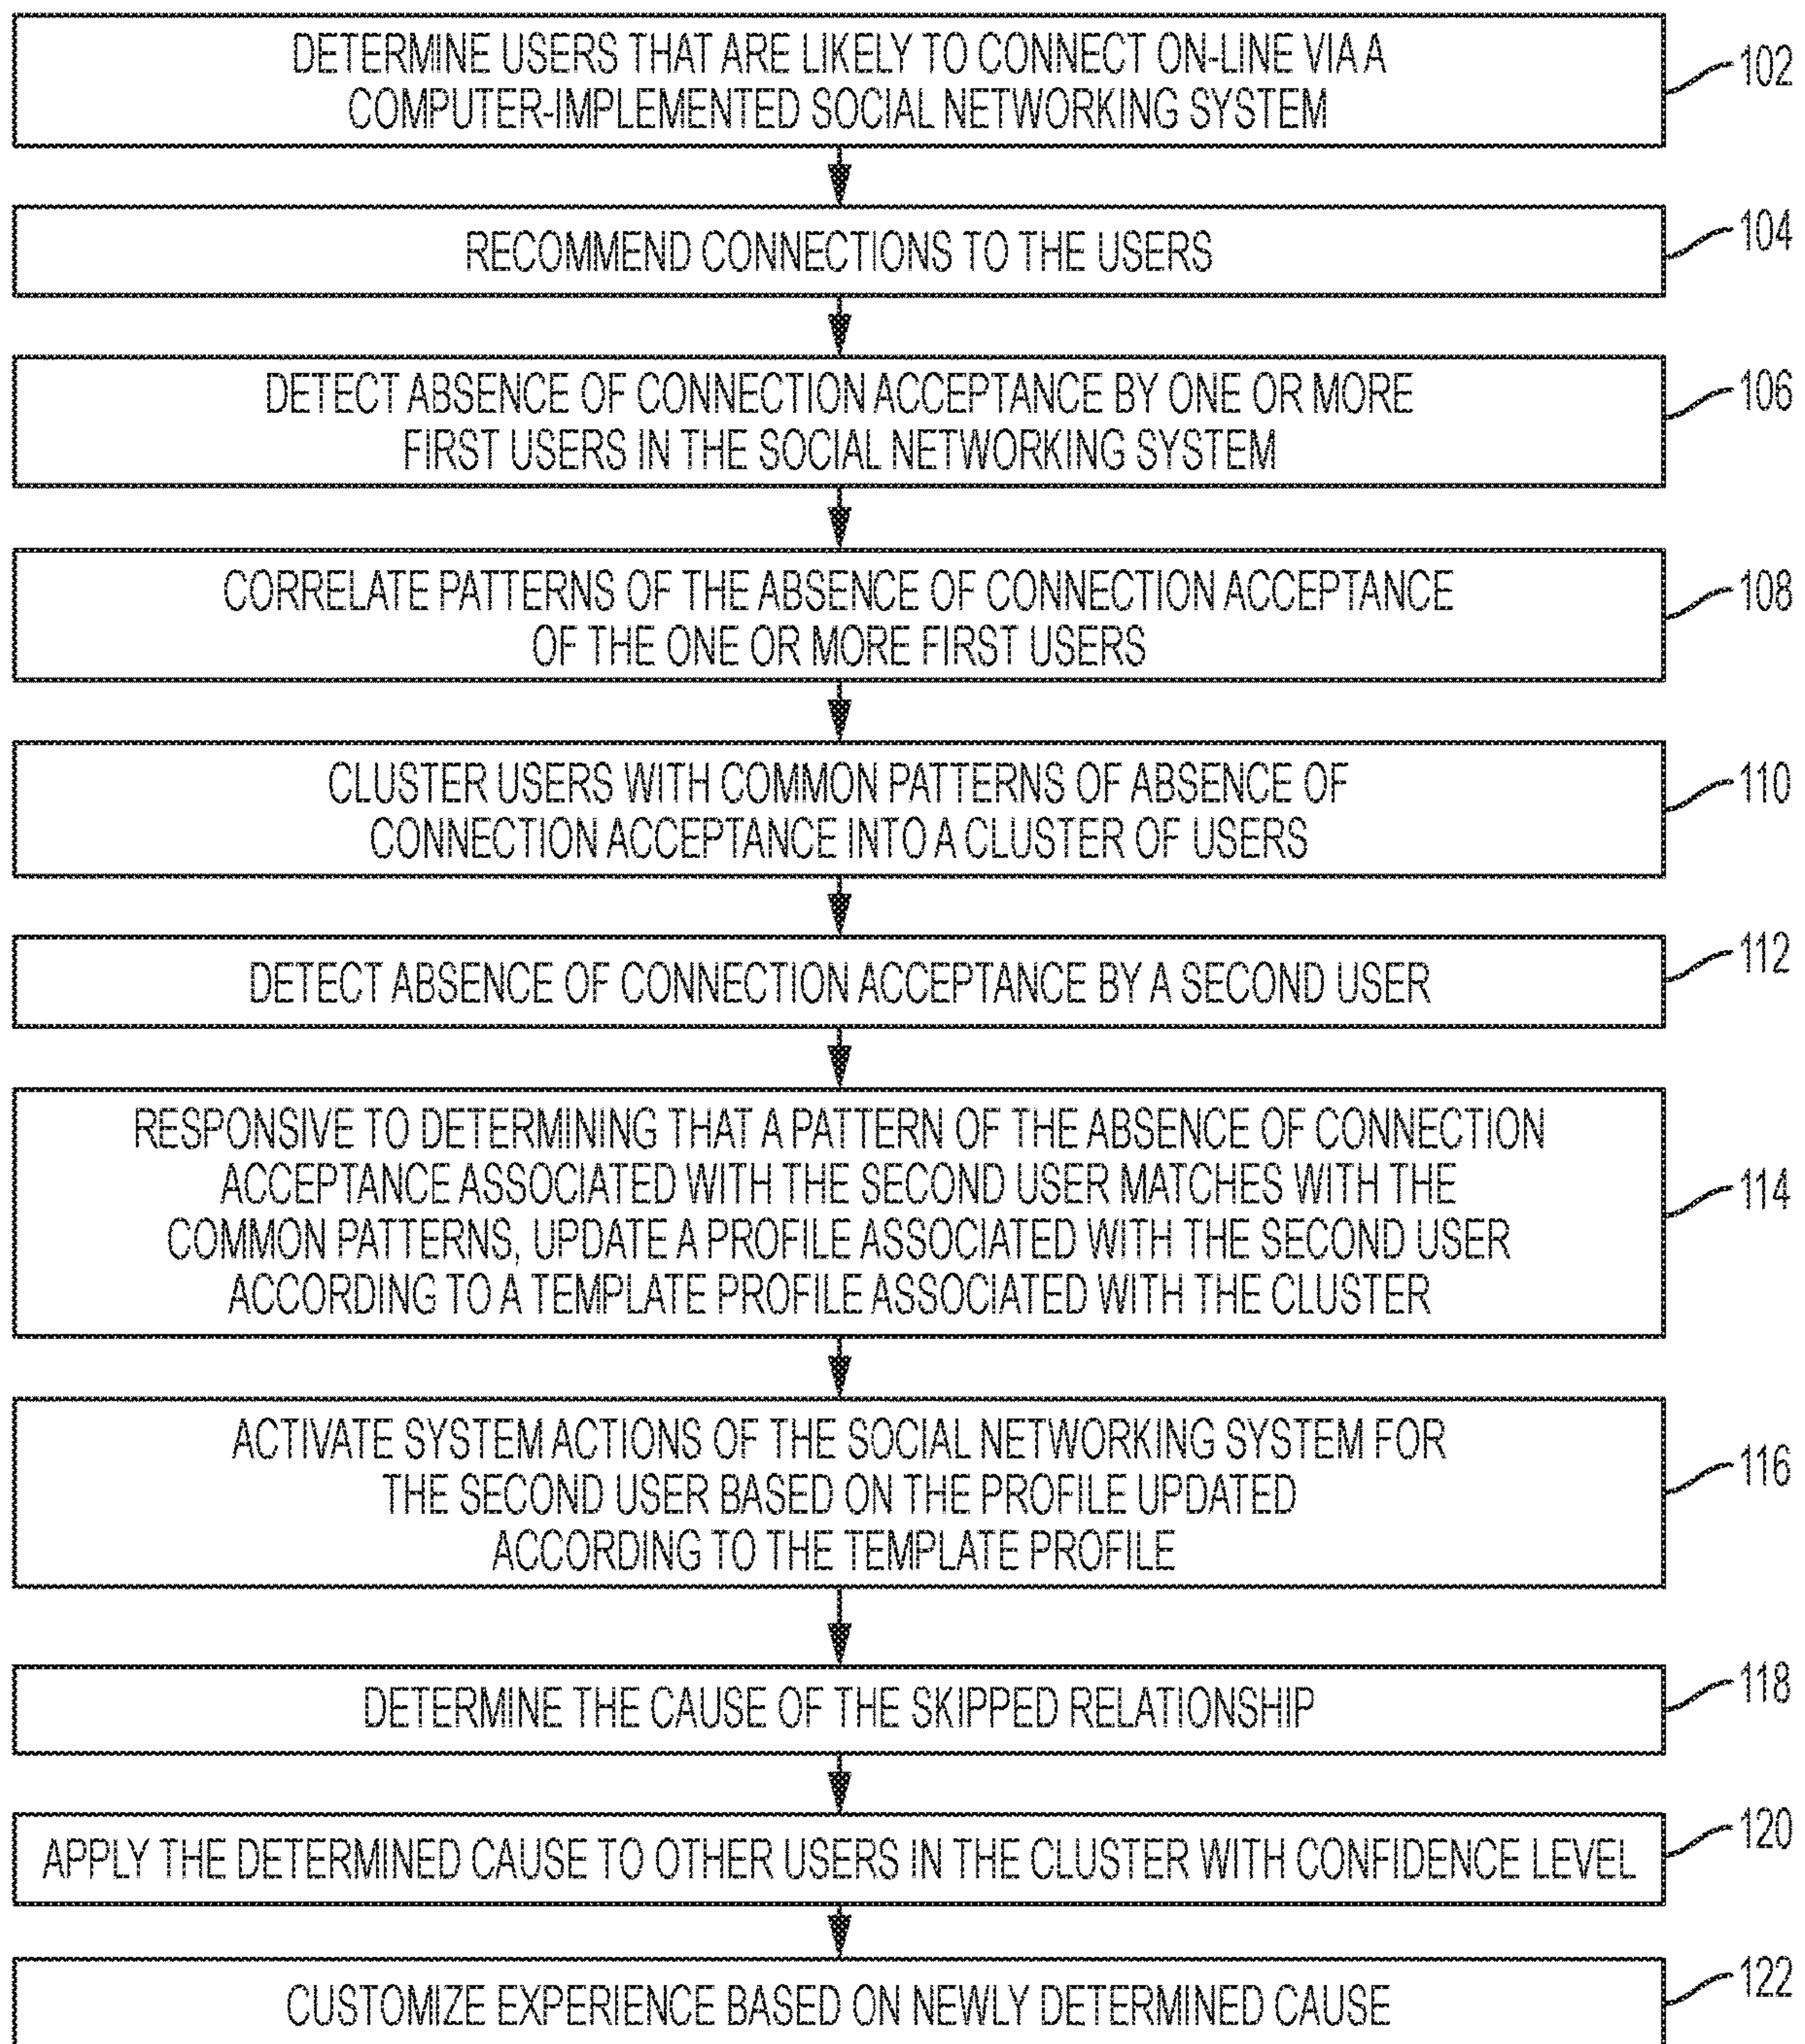 DETERMINE USERS THAT ARE LIKELY TO CONNECT ON-LINE VIA A
COMPUTER-IMPLEMENTED SOCIAL NETWORKING SYSTEM
102
RECOMMEND CONNECTIONS TO THE USERS
104
DETECT ABSENCE OF CONNECTION ACCEPTANCE BY ONE OR MORE
FIRST USERS IN THE SOCIAL NETWORKING SYSTEM
106
CORRELATE PATTERNS OF THE ABSENCE OF CONNECTION ACCEPTANCE
OF THE ONE OR MORE FIRST USERS
108
CLUSTER USERS WITH COMMON PATTERNS OF ABSENCE OF
CONNECTION ACCEPTANCE INTO A CLUSTER OF USERS
110
DETECT ABSENCE OF CONNECTION ACCEPTANCE BY A SECOND USER
112
RESPONSIVE TO DETERMINING THAT A PATTERN OF THE ABSENCE OF CONNECTION
ACCEPTANCE ASSOCIATED WITH THE SECOND USER MATCHES WITH THE
COMMON PATTERNS, UPDATE A PROFILE ASSOCIATED WITH THE SECOND USER
ACCORDING TO A TEMPLATE PROFILE ASSOCIATED WITH THE CLUSTER
114
ACTIVATE SYSTEM ACTIONS OF THE SOCIAL NETWORKING SYSTEM FOR
THE SECOND USER BASED ON THE PROFILE UPDATED
ACCORDING TO THE TEMPLATE PROFILE
116
DETERMINE THE CAUSE OF THE SKIPPED RELATIONSHIP
118
APPLY THE DETERMINED CAUSE TO OTHER USERS IN THE CLUSTER WITH CONFIDENCE LEVEL
120
CUSTOMIZE EXPERIENCE BASED ON NEWLY DETERMINED CAUSE
122